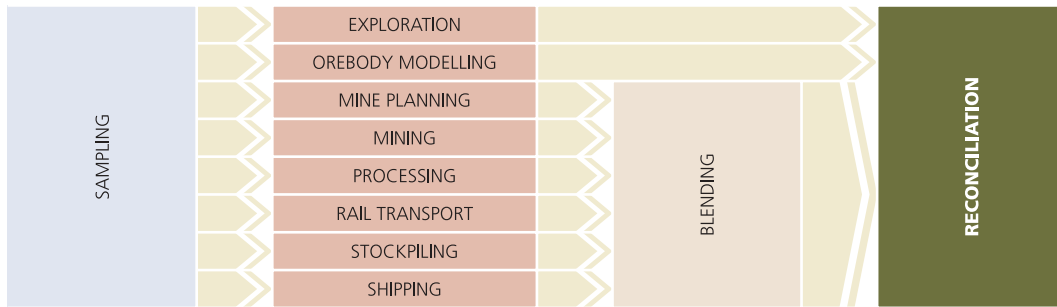 SAMPLING
EXPLORATION
OREBODY MODELLING
MINE PLANNING
MINING
PROCESSING
RAIL TRANSPORT
STOCKPILING
SHIPPING
BLENDING
RECONCILIATION